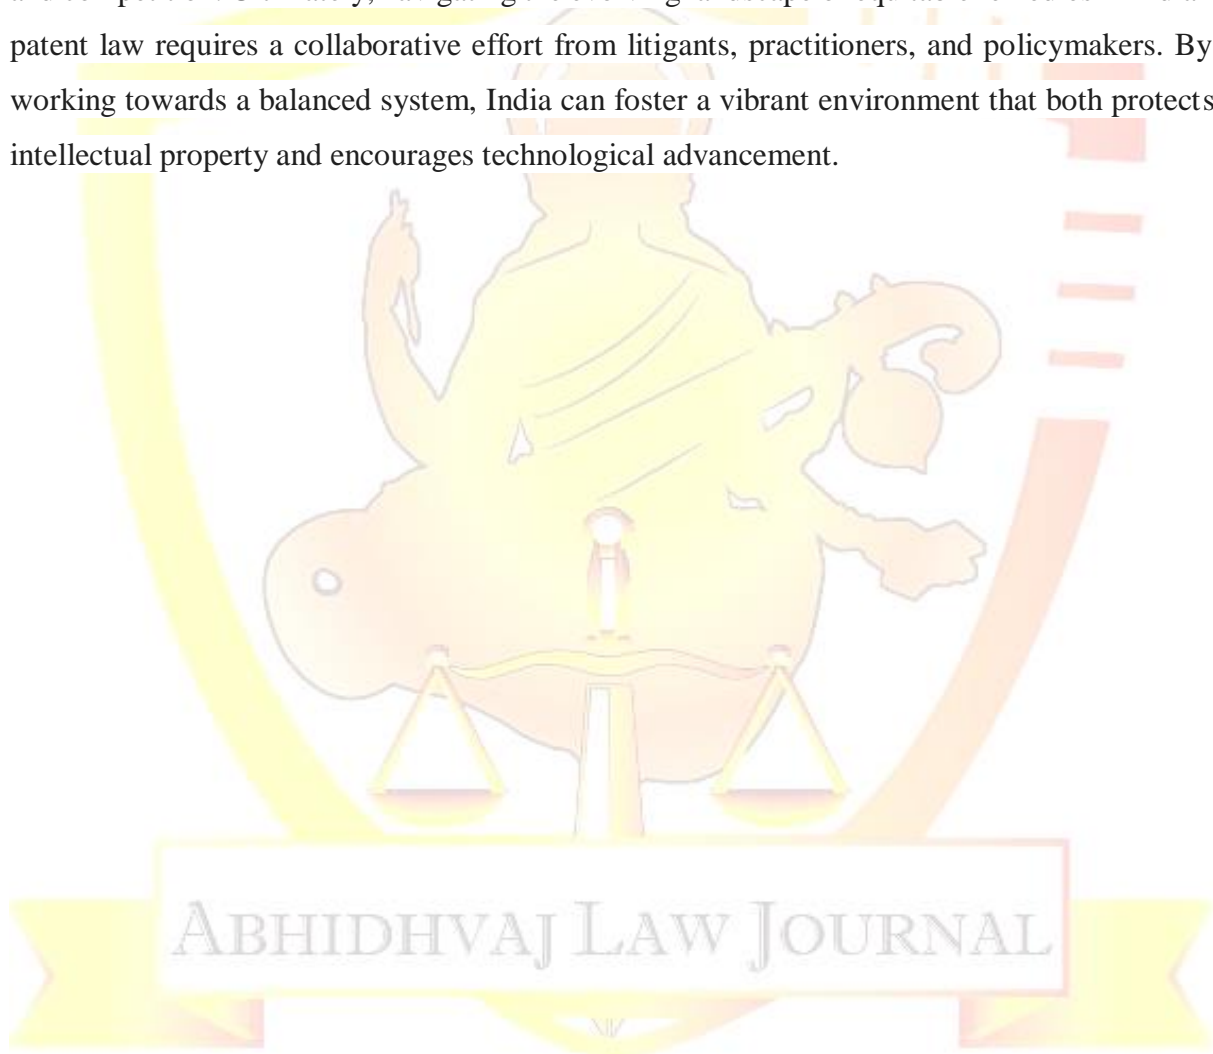 patent law requires a collaborative effort from litigants, practitioners, and policymakers. By
working towards a balanced system, India can foster a vibrant environment that both protects
intellectual property and encourages technological advancement.
ABHIDHVAJ LAW JOURNAL